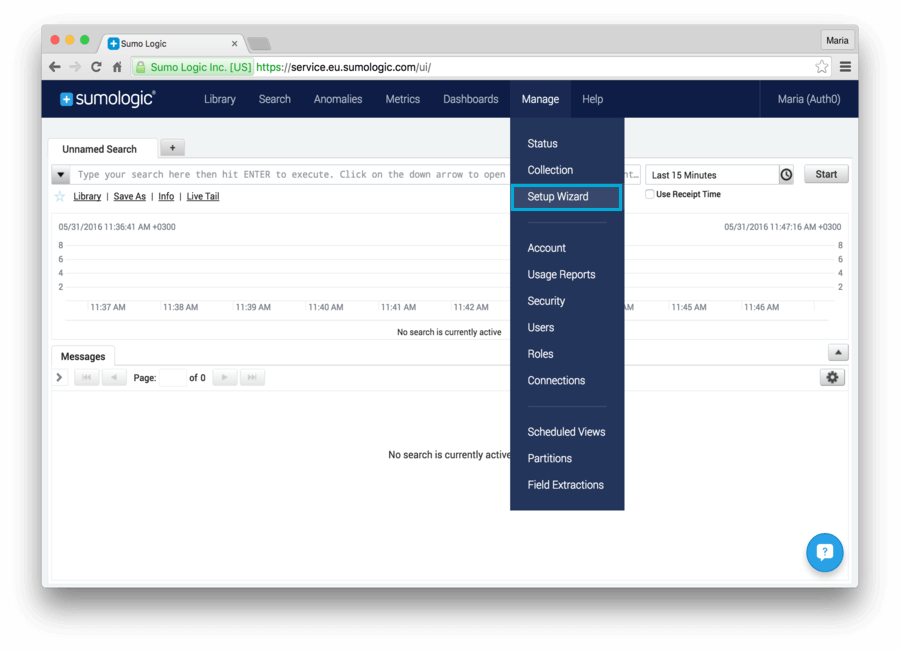 Sumo Logic
Maria
Sumo Logic Inc. [US] https://service.eu.sumologic.com/ui/
sumologic
Library Search Anomalies Metrics Dashboards Manage Help Maria (Auth0)
Unnamed Search +
Type your search here then hit ENTER to execute. Click on the down arrow to open
Last 15 Minutes Start
Library | Save As | Info | Live Tail
Use Receipt Time
05/31/2016 11:36:41 AM +0300 05/31/2016 11:47:16 AM +0300
8 8
6 6
4 4
2 2
11:37 AM 11:38 AM 11:39 AM 11:40 AM 11:41 AM 11:42 AM 11:45 AM 11:46 AM
No search is currently active
Messages
Page: of 0
No search is currently active
Status
Collection
Setup Wizard
Account
Usage Reports
Security
Users
Roles
Connections
Scheduled Views
Partitions
Field Extractions